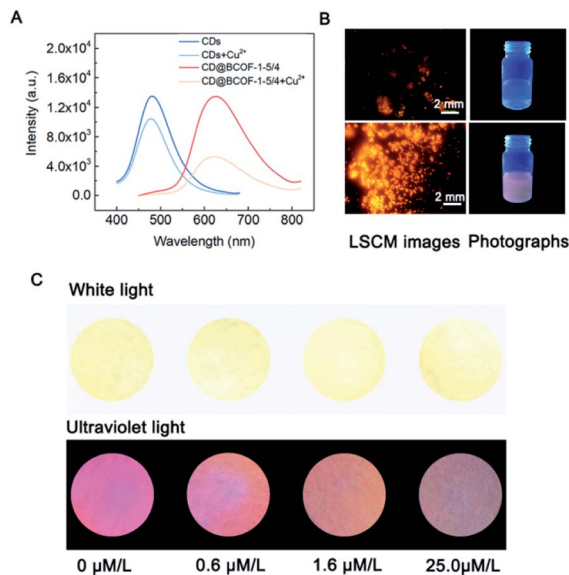 A
CDs
CDs+Cu²⁺
CD@BCOF-1-5/4
CD@BCOF-1-5/4+Cu²⁺
2.0x10⁴
1.6x10⁴
1.2x10⁴
8.0x10³
4.0x10³
0.0
Intensity (a.u.)
400 500 600 700 800
Wavelength (nm)
B
2 mm
2 mm
LSCM images Photographs
C
White light
Ultraviolet light
0 μM/L 0.6 μM/L 1.6 μM/L 25.0μM/L